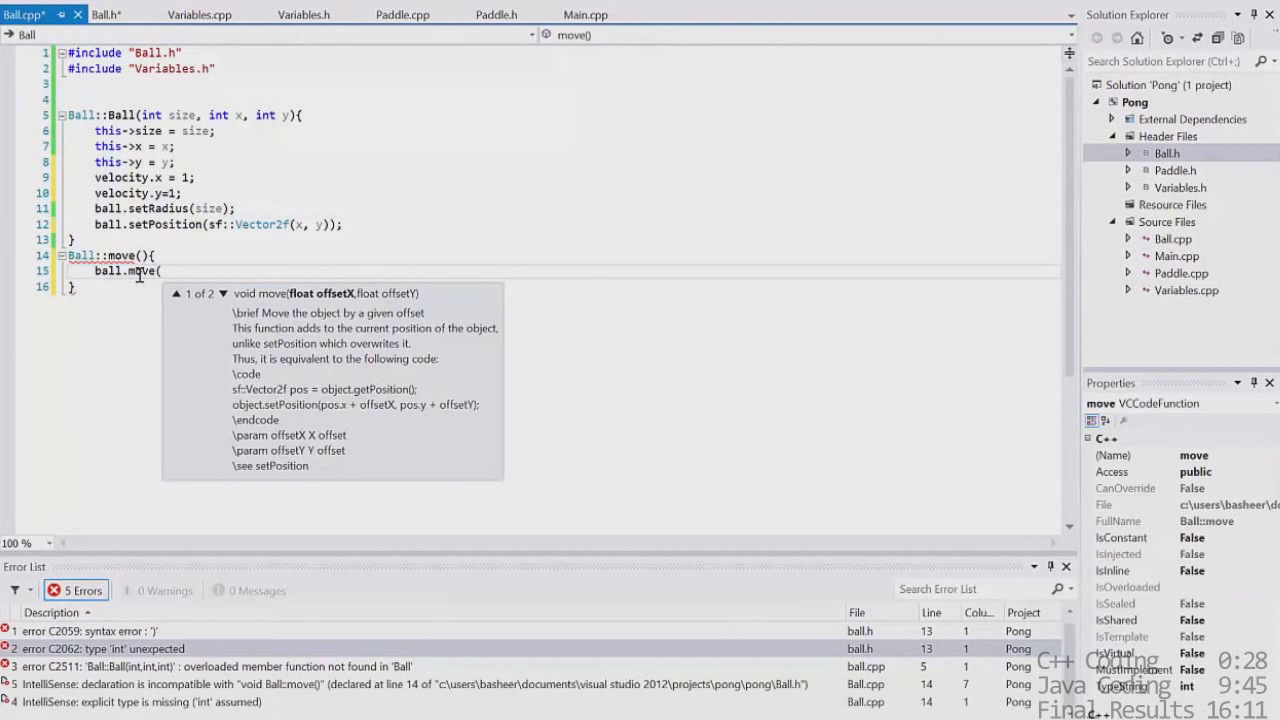 Ball.cpp*
Ball.h*
Variables.cpp
Variables.h
Paddle.cpp
Paddle.h
Main.cpp
Ball
move()
1 #include "Ball.h"
2 #include "Variables.h"
3
4
5 Ball::Ball(int size, int x, int y){
6 this->size = size;
7 this->x = x;
8 this->y = y;
9 velocity.x = 1;
10 velocity.y=1;
11 ball.setRadius(size);
12 ball.setPosition(sf::Vector2f(x, y));
13 }
14 Ball::move(){
15 ball.move(
16 }
1 of 2 void move(float offsetX,float offsetY)
\brief Move the object by a given offset
This function adds to the current position of the object,
unlike setPosition which overwrites it.
Thus, it is equivalent to the following code:
\code
sf::Vector2f pos = object.getPosition();
object.setPosition(pos.x + offsetX, pos.y + offsetY);
\endcode
\param offsetX X offset
\param offsetY Y offset
\see setPosition
100 %
Solution Explorer
Search Solution Explorer (Ctrl+;)
Solution 'Pong' (1 project)
Pong
External Dependencies
Header Files
Ball.h
Paddle.h
Variables.h
Resource Files
Source Files
Ball.cpp
Main.cpp
Paddle.cpp
Variables.cpp
Properties
move VCCodeFunction
C++
(Name) move
Access public
CanOverride False
File c:\users\basheer\do
FullName Ball::move
IsConstant False
IsInjected False
IsInline False
IsOverloaded
IsSealed False
IsShared False
IsTemplate False
IsVirtual False
MustImplement False
TypeString int
C++
Error List
5 Errors
0 Warnings
0 Messages
Search Error List
Description File Line Colu... Project
1 error C2059: syntax error : ')' ball.h 13 1 Pong
2 error C2062: type 'int' unexpected ball.h 13 1 Pong
3 error C2511: 'Ball::Ball(int,int,int)' : overloaded member function not found in 'Ball' ball.cpp 5 1 Pong
5 IntelliSense: declaration is incompatible with "void Ball::move()" (declared at line 14 of "c:\users\basheer\documents\visual studio 2012\projects\pong\pong\Ball.h") Ball.cpp 14 7 Pong
4 IntelliSense: explicit type is missing ('int' assumed) Ball.cpp 14 1 Pong
C++ Coding 0:28
Java Coding 9:45
Final Results 16:11